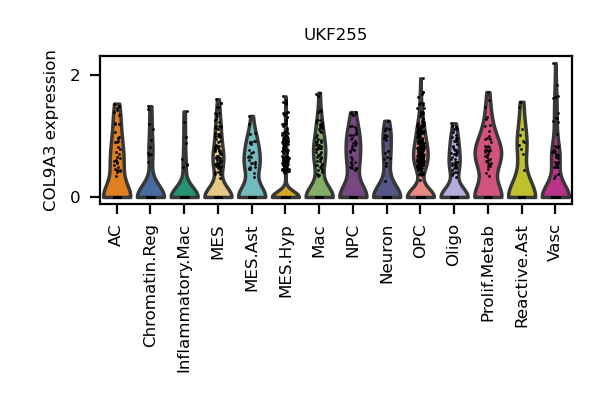 UKF255
COL9A3 expression
2
0
AC
Chromatin.Reg
Inflammatory.Mac
MES
MES.Ast
MES.Hyp
Mac
NPC
Neuron
OPC
Oligo
Prolif.Metab
Reactive.Ast
Vasc